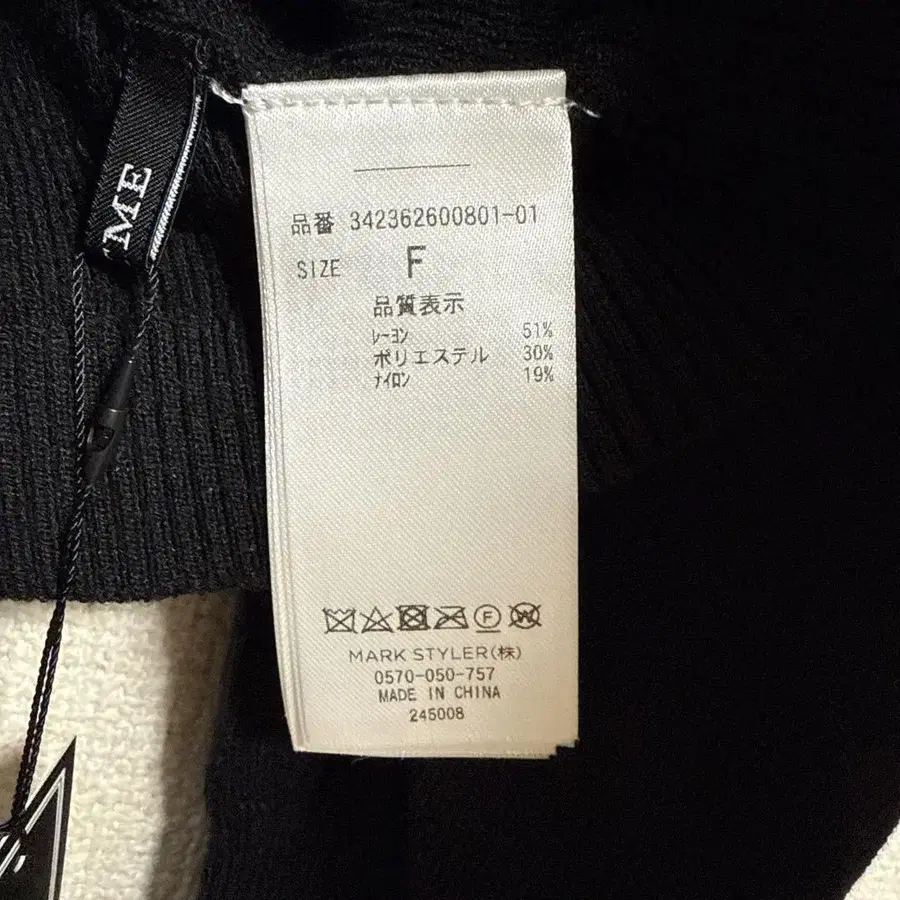 品番 342362600801-01
SIZE F
品質表示
レーヨン 51%
ポリエステル 30%
ナイロン 19%
F W
MARK STYLER(株)
0570-050-757
MADE IN CHINA
245008